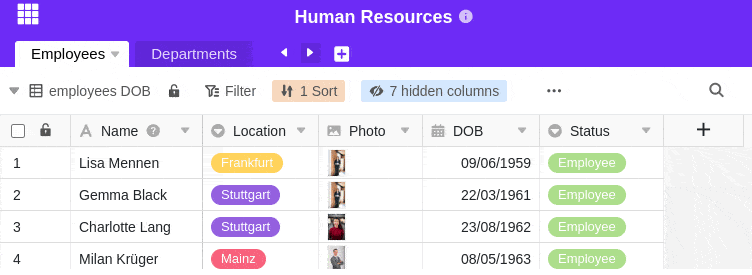 Human Resources
Employees Departments
employees DOB Filter 1 Sort 7 hidden columns
Name Location Photo DOB Status
1 Lisa Mennen Frankfurt 09/06/1959 Employee
2 Gemma Black Stuttgart 22/03/1961 Employee
3 Charlotte Lang Stuttgart 23/08/1962 Employee
4 Milan Krüger Mainz 08/05/1963 Employee